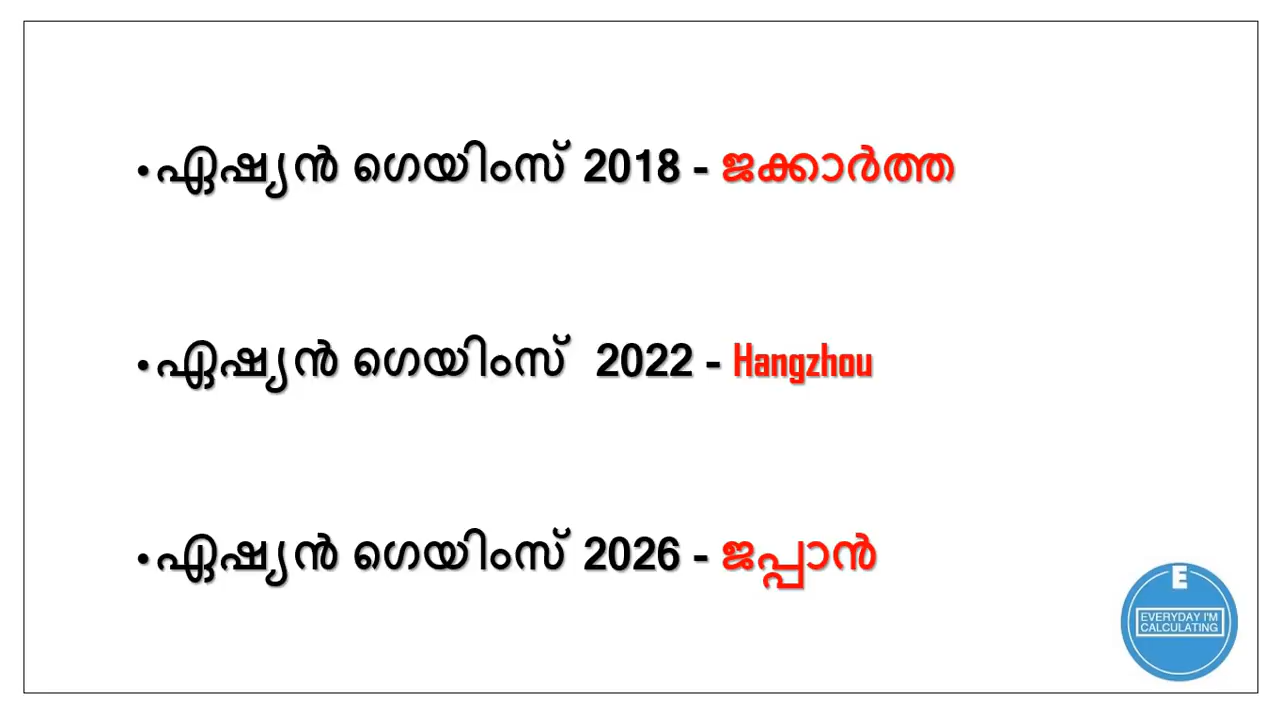 •ഏഷ്യൻ ഗെയിംസ് 2018 - ജക്കാർത്ത
•ഏഷ്യൻ ഗെയിംസ്  2022 - Hangzhou
•ഏഷ്യൻ ഗെയിംസ് 2026 - ജപ്പാൻ
E
EVERYDAY I'M
CALCULATING